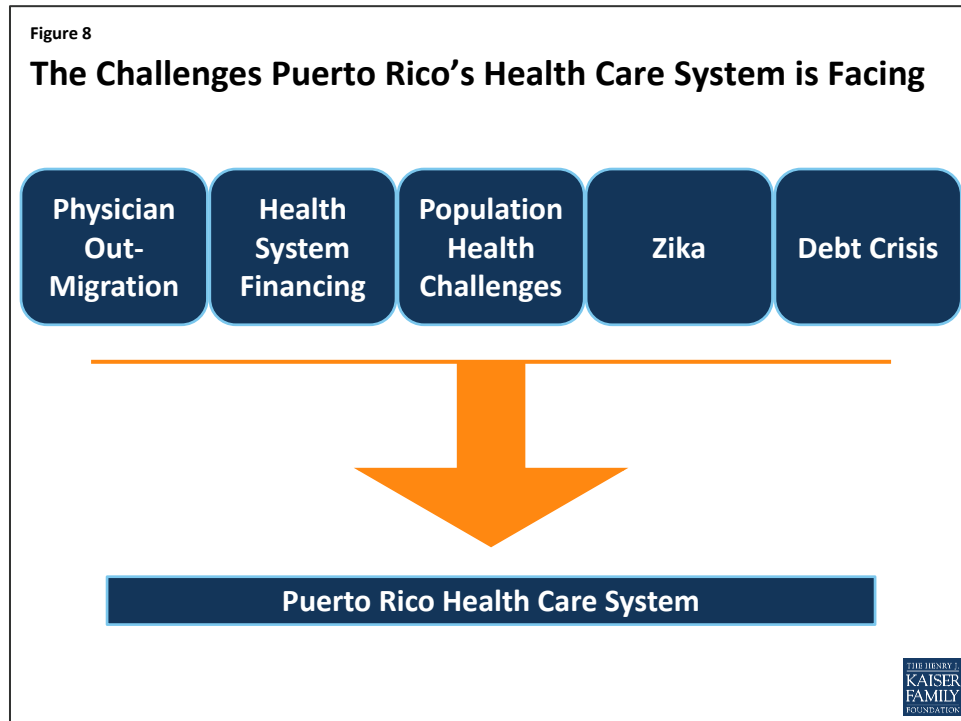 Figure 8
The Challenges Puerto Rico's Health Care System is Facing
Physician
Out-
Migration
Health
System
Financing
Population
Health
Challenges
Zika
Debt Crisis
Puerto Rico Health Care System
THE HENRY J.
KAISER
FAMILY
FOUNDATION